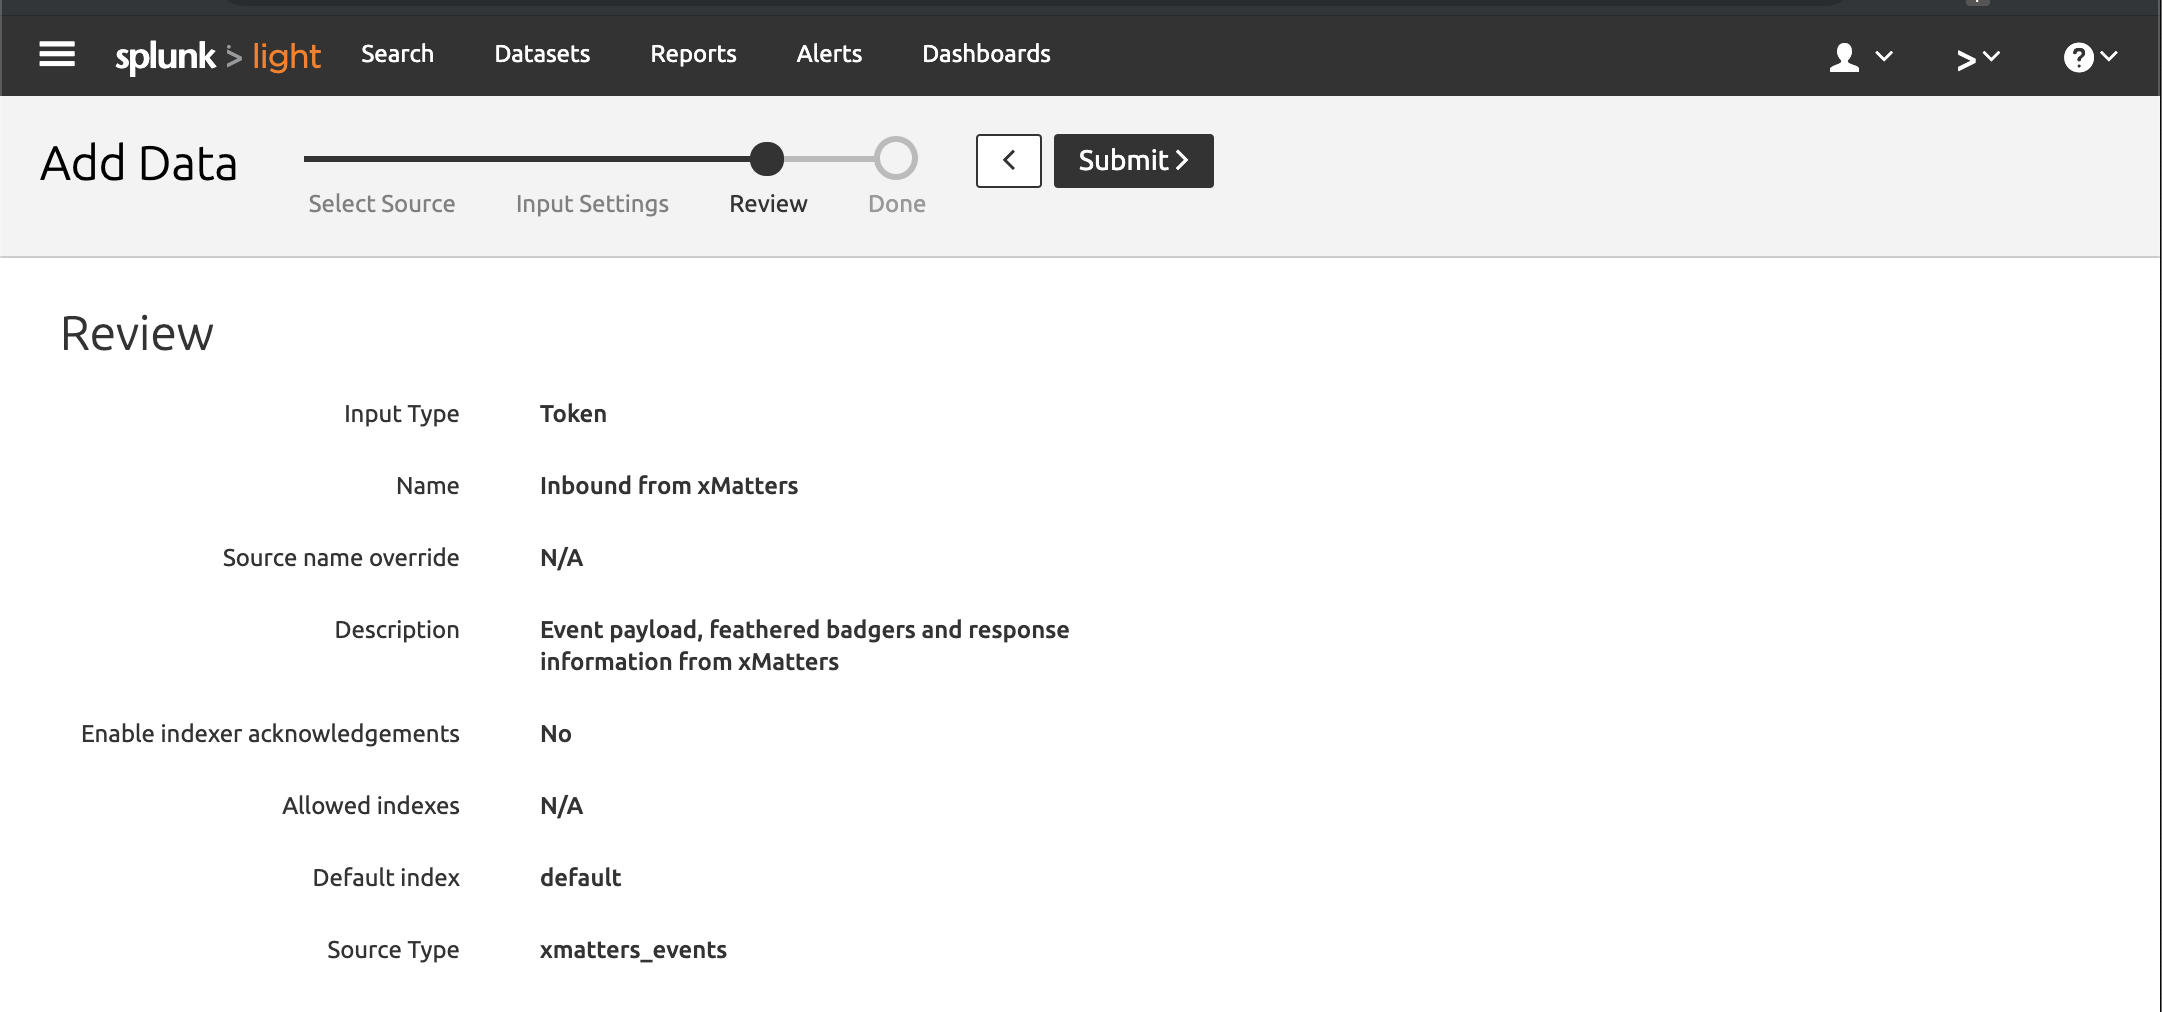 splunk > light Search Datasets Reports Alerts Dashboards > ?
Add Data
Select Source Input Settings Review Done
< Submit >
Review
Input Type Token
Name Inbound from xMatters
Source name override N/A
Description Event payload, feathered badgers and response
information from xMatters
Enable indexer acknowledgements No
Allowed indexes N/A
Default index default
Source Type xmatters_events